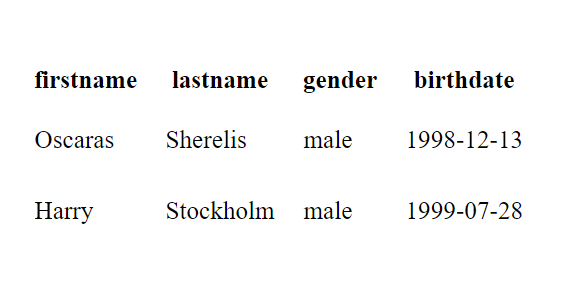 firstname lastname gender birthdate
Oscaras Sherelis male 1998-12-13
Harry Stockholm male 1999-07-28